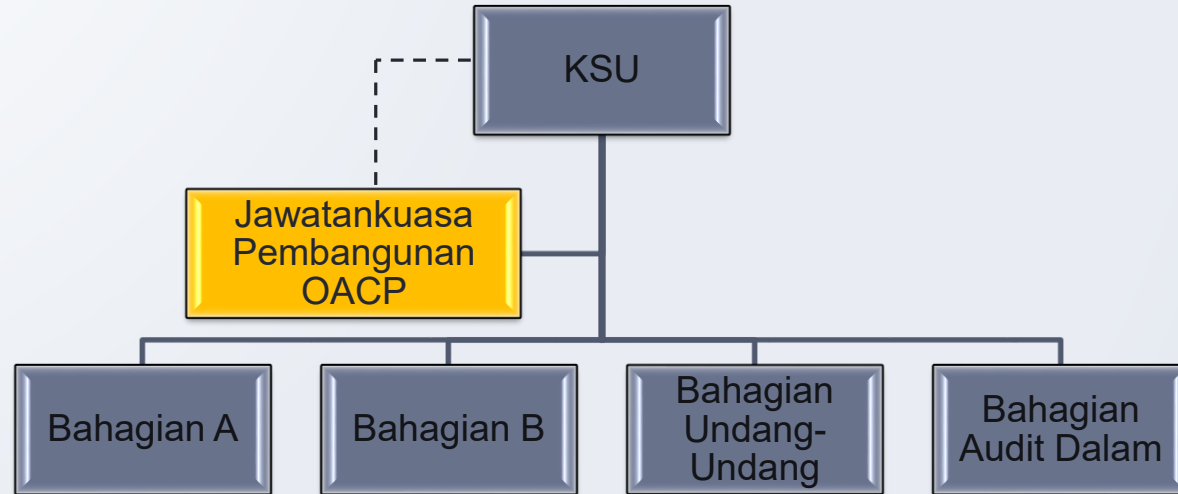 KSU
Jawatankuasa
Pembangunan
OACP
Bahagian A
Bahagian B
Bahagian
Undang-
Undang
Bahagian
Audit Dalam